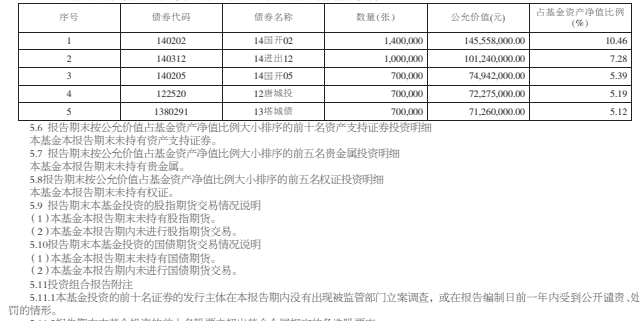 序号 债券代码 债券名称 数量(张) 公允价值(元) 占基金资产净值比例(%)
1 140202 14国开02 1,400,000 145,558,000.00 10.46
2 140312 14进出12 1,000,000 101,240,000.00 7.28
3 140205 14国开05 700,000 74,942,000.00 5.39
4 122520 12唐城投 700,000 72,275,000.00 5.19
5 1380291 13塔城债 700,000 71,260,000.00 5.12
5.6 报告期末按公允价值占基金资产净值比例大小排序的前十名资产支持证券投资明细
本基金本报告期末未持有资产支持证券。
5.7 报告期末按公允价值占基金资产净值比例大小排序的前五名贵金属投资明细
本基金本报告期末未持有贵金属。
5.8报告期末按公允价值占基金资产净值比例大小排序的前五名权证投资明细
本基金本报告期末未持有权证。
5.9 报告期末本基金投资的股指期货交易情况说明
(1)本基金本报告期末未持有股指期货。
(2)本基金本报告期内未进行股指期货交易。
5.10报告期末本基金投资的国债期货交易情况说明
(1)本基金本报告期末未持有国债期货。
(2)本基金本报告期内未进行国债期货交易。
5.11投资组合报告附注
5.11.1本基金投资的前十名证券的发行主体在本报告期内没有出现被监管部门立案调查，或在报告编制日前一年内受到公开谴责、处
罚的情形。